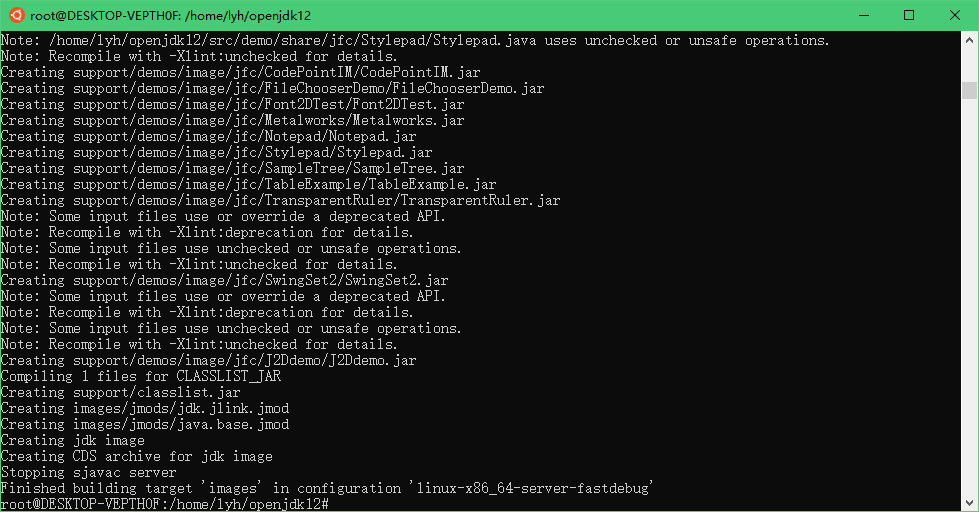 root@DESKTOP-VEPTH0F: /home/lyh/openjdk12
Note: /home/lyh/openjdk12/src/demo/share/jfc/Stylepad/Stylepad.java uses unchecked or unsafe operations.
Note: Recompile with -Xlint:unchecked for details.
Creating support/demos/image/jfc/CodePointIM/CodePointIM.jar
Creating support/demos/image/jfc/FileChooserDemo/FileChooserDemo.jar
Creating support/demos/image/jfc/Font2DTest/Font2DTest.jar
Creating support/demos/image/jfc/Metalworks/Metalworks.jar
Creating support/demos/image/jfc/Notepad/Notepad.jar
Creating support/demos/image/jfc/Stylepad/Stylepad.jar
Creating support/demos/image/jfc/SampleTree/SampleTree.jar
Creating support/demos/image/jfc/TableExample/TableExample.jar
Creating support/demos/image/jfc/TransparentRuler/TransparentRuler.jar
Note: Some input files use or override a deprecated API.
Note: Recompile with -Xlint:deprecation for details.
Note: Some input files use unchecked or unsafe operations.
Note: Recompile with -Xlint:unchecked for details.
Creating support/demos/image/jfc/SwingSet2/SwingSet2.jar
Note: Some input files use or override a deprecated API.
Note: Recompile with -Xlint:deprecation for details.
Note: Some input files use unchecked or unsafe operations.
Note: Recompile with -Xlint:unchecked for details.
Creating support/demos/image/jfc/J2Ddemo/J2Ddemo.jar
Compiling 1 files for CLASSLIST_JAR
Creating support/classlist.jar
Creating images/jmods/jdk.jlink.jmod
Creating images/jmods/java.base.jmod
Creating jdk image
Creating CDS archive for jdk image
Stopping sjavac server
Finished building target 'images' in configuration 'linux-x86_64-server-fastdebug'
root@DESKTOP-VEPTH0F:/home/lyh/openjdk12#